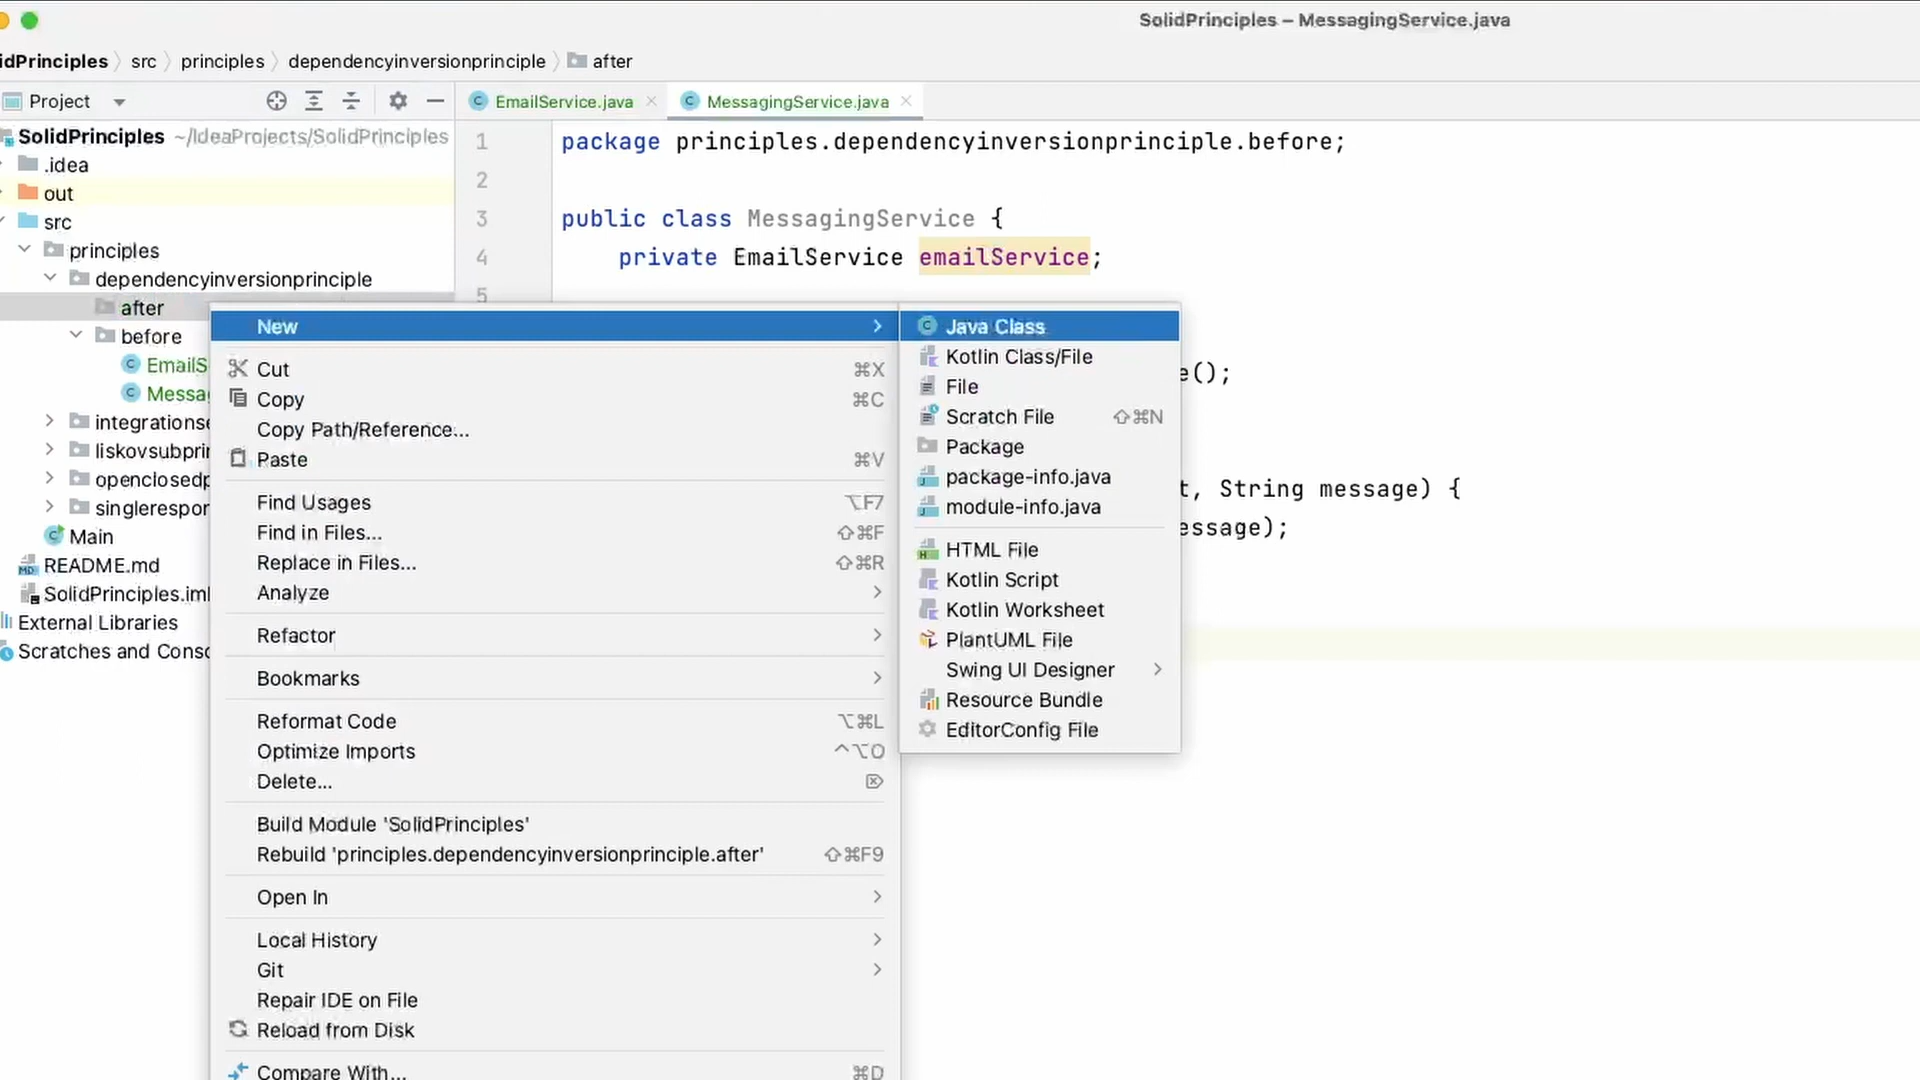 SolidPrinciples – MessagingService.java
idPrinciples src principles dependencyinversionprinciple after
Project
EmailService.java
MessagingService.java
SolidPrinciples ~/IdeaProjects/SolidPrinciples
.idea
out
src
principles
dependencyinversionprinciple
after
before
EmailS
Messa
integrationse
liskovsubprin
openclosedp
singlerespor
Main
README.md
SolidPrinciples.iml
External Libraries
Scratches and Consc
1 package principles.dependencyinversionprinciple.before;
2
3 public class MessagingService {
4 private EmailService emailService;
5
e();
t, String message) {
essage);
New
Cut ⌘X
Copy ⌘C
Copy Path/Reference...
Paste ⌘V
Find Usages ⌥F7
Find in Files... ⇧⌘F
Replace in Files... ⇧⌘R
Analyze
Refactor
Bookmarks
Reformat Code ⌥⌘L
Optimize Imports ^⌥O
Delete... ⌦
Build Module 'SolidPrinciples'
Rebuild 'principles.dependencyinversionprinciple.after' ⇧⌘F9
Open In
Local History
Git
Repair IDE on File
Reload from Disk
Compare With... ⌘D
Java Class
Kotlin Class/File
File
Scratch File ⇧⌘N
Package
package-info.java
module-info.java
HTML File
Kotlin Script
Kotlin Worksheet
PlantUML File
Swing UI Designer
Resource Bundle
EditorConfig File